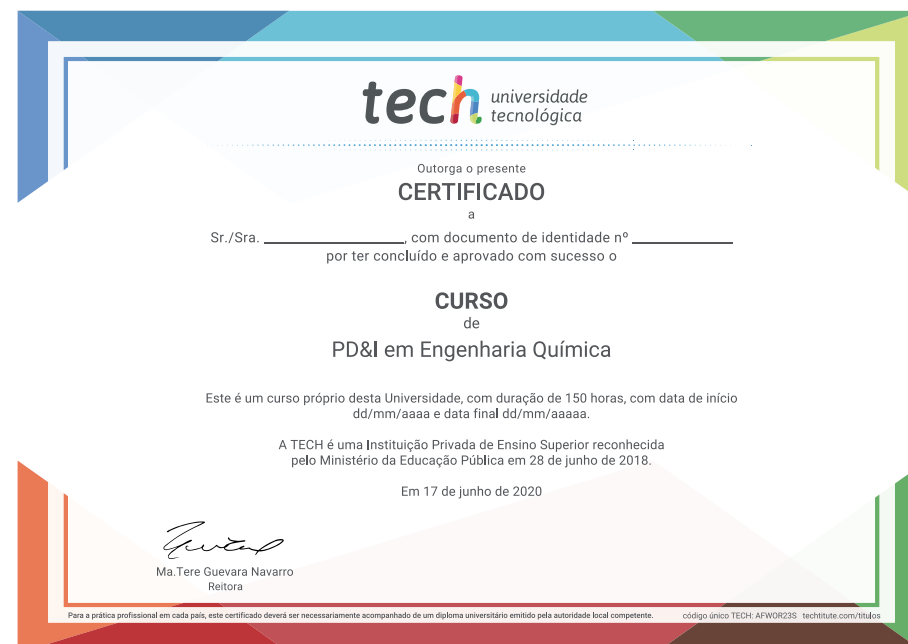 tech universidade
tecnológica
Outorga o presente
CERTIFICADO
a
Sr./Sra. ____________________, com documento de identidade nº ______________
por ter concluído e aprovado com sucesso o
CURSO
de
PD&I em Engenharia Química
Este é um curso próprio desta Universidade, com duração de 150 horas, com data de início
dd/mm/aaaa e data final dd/mm/aaaaa.
A TECH é uma Instituição Privada de Ensino Superior reconhecida
pelo Ministério da Educação Pública em 28 de junho de 2018.
Em 17 de junho de 2020
Ma.Tere Guevara Navarro
Reitora
Para a prática profissional em cada país, este certificado deverá ser necessariamente acompanhado de um diploma universitário emitido pela autoridade local competente. código único TECH: AFWOR23S techtitute.com/titulos